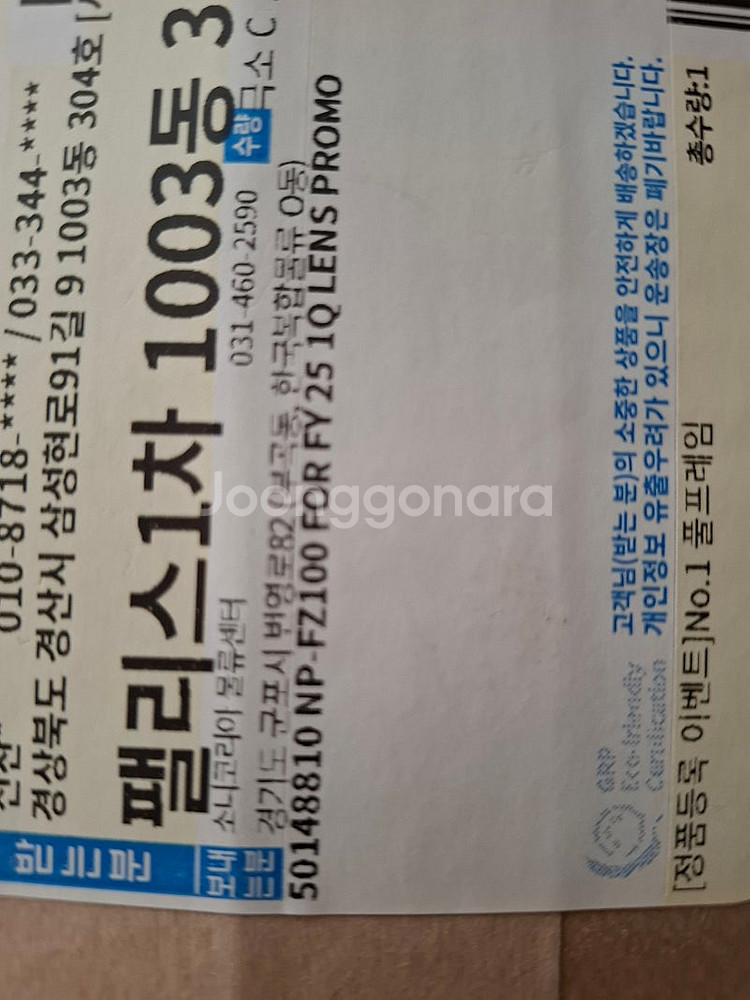 010-8718-**** / 033-344-****
경상북도 경산시 삼성현로91길 9 1003동 304호
받는분
팰리스1차 1003동 3
수량
극소 C
보내는분
소니코리아 물류센터 031-460-2590
경기도 군포시 번영로82 한국복합물류 O동)
50148810 NP-FZ100 FOR FY 25 1Q LENS PROMO
GRP
Eco-friendly
Certification
고객님(받는 분)의 소중한 상품을 안전하게 배송하겠습니다.
개인정보 유출우려가 있으니 운송장은 폐기바랍니다.
[정품등록 이벤트]No.1 풀프레임
총수량:1
Joonggonara